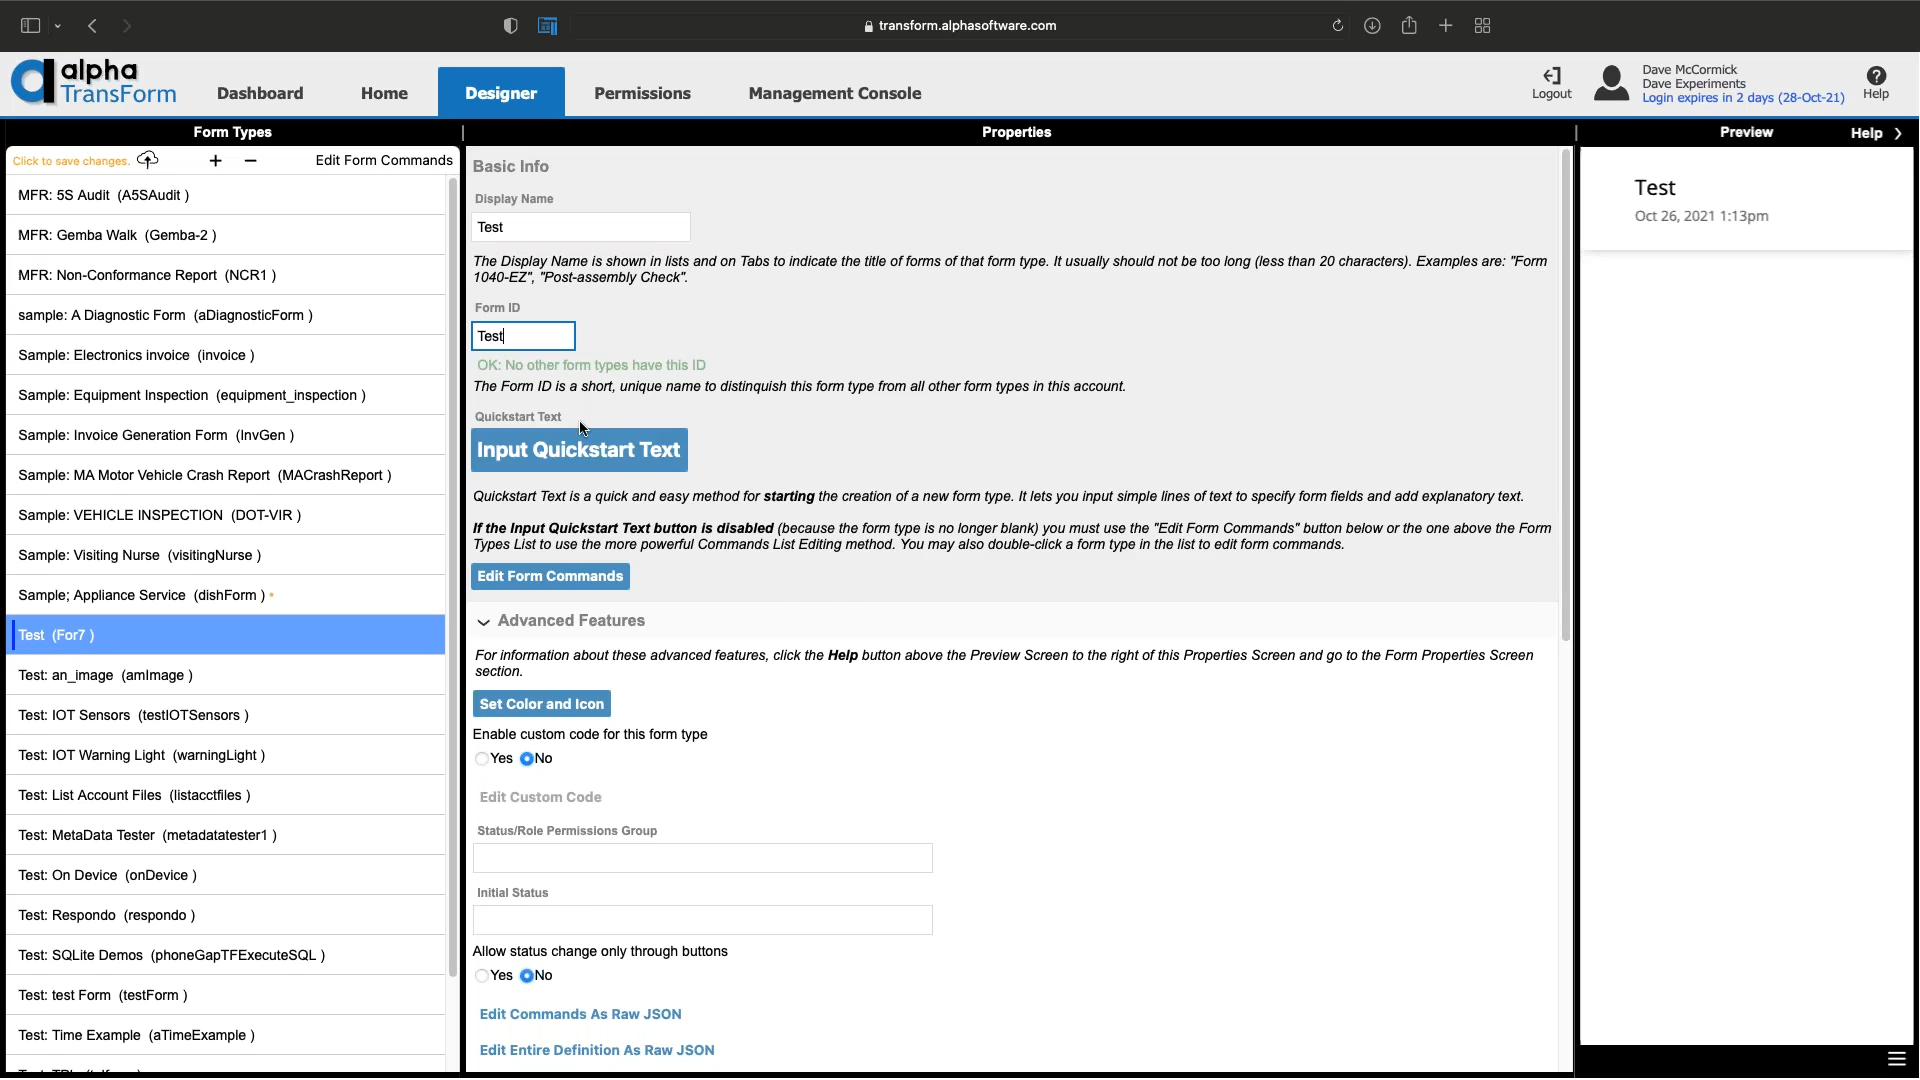 transform.alphasoftware.com
alpha
TransForm
Dashboard
Home
Designer
Permissions
Management Console
Logout
Dave McCormick
Dave Experiments
Login expires in 2 days (28-Oct-21)
Help
Form Types
Properties
Preview
Help
Click to save changes.
+
−
Edit Form Commands
MFR: 5S Audit (A5SAudit )
MFR: Gemba Walk (Gemba-2 )
MFR: Non-Conformance Report (NCR1 )
sample: A Diagnostic Form (aDiagnosticForm )
Sample: Electronics invoice (invoice )
Sample: Equipment Inspection (equipment_inspection )
Sample: Invoice Generation Form (InvGen )
Sample: MA Motor Vehicle Crash Report (MACrashReport )
Sample: VEHICLE INSPECTION (DOT-VIR )
Sample: Visiting Nurse (visitingNurse )
Sample; Appliance Service (dishForm )
Test (For7 )
Test: an_image (amImage )
Test: IOT Sensors (testIOTSensors )
Test: IOT Warning Light (warningLight )
Test: List Account Files (listacctfiles )
Test: MetaData Tester (metadatatester1 )
Test: On Device (onDevice )
Test: Respondo (respondo )
Test: SQLite Demos (phoneGapTFExecuteSQL )
Test: test Form (testForm )
Test: Time Example (aTimeExample )
Basic Info
Display Name
Test
The Display Name is shown in lists and on Tabs to indicate the title of forms of that form type. It usually should not be too long (less than 20 characters). Examples are: "Form
1040-EZ", "Post-assembly Check".
Form ID
Test
OK: No other form types have this ID
The Form ID is a short, unique name to distinquish this form type from all other form types in this account.
Quickstart Text
Input Quickstart Text
Quickstart Text is a quick and easy method for starting the creation of a new form type. It lets you input simple lines of text to specify form fields and add explanatory text.
If the Input Quickstart Text button is disabled (because the form type is no longer blank) you must use the "Edit Form Commands" button below or the one above the Form
Types List to use the more powerful Commands List Editing method. You may also double-click a form type in the list to edit form commands.
Edit Form Commands
Advanced Features
For information about these advanced features, click the Help button above the Preview Screen to the right of this Properties Screen and go to the Form Properties Screen
section.
Set Color and Icon
Enable custom code for this form type
Yes No
Edit Custom Code
Status/Role Permissions Group
Initial Status
Allow status change only through buttons
Yes No
Edit Commands As Raw JSON
Edit Entire Definition As Raw JSON
Test
Oct 26, 2021 1:13pm